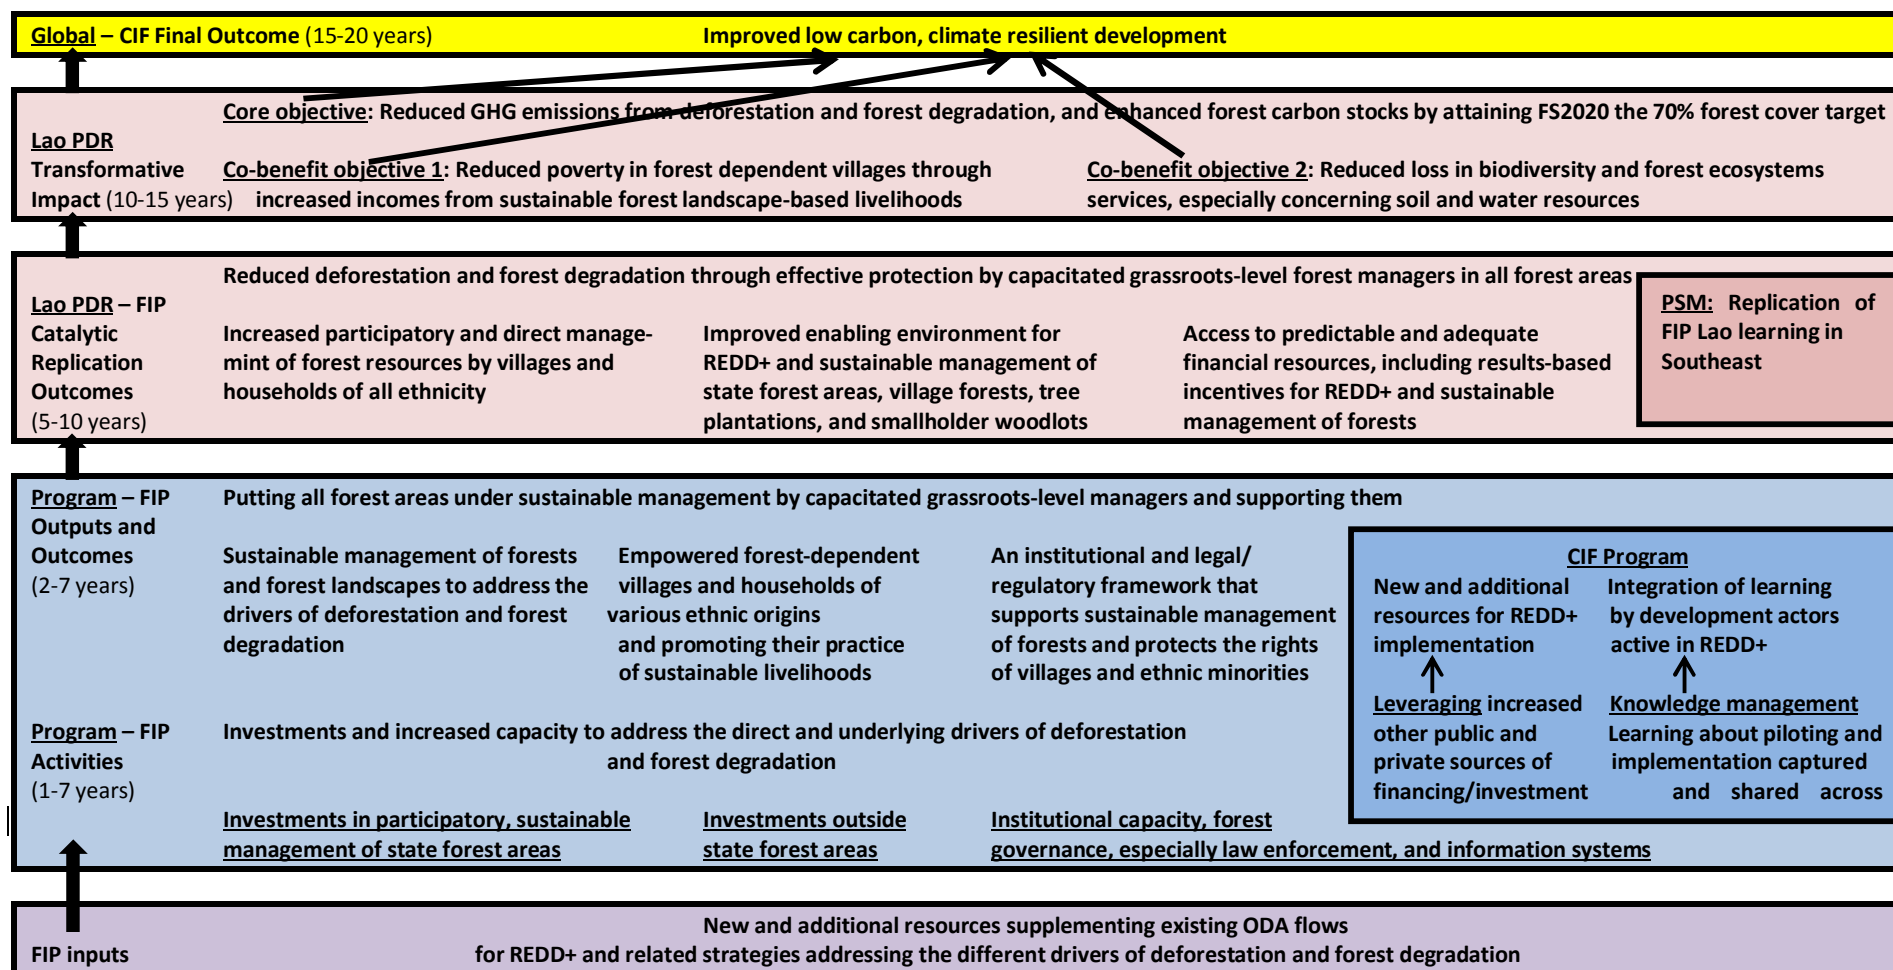 Global – CIF Final Outcome (15-20 years) Improved low carbon, climate resilient development
Core objective: Reduced GHG emissions from deforestation and forest degradation, and enhanced forest carbon stocks by attaining FS2020 the 70% forest cover target
Lao PDR
Transformative
Impact (10-15 years)
Co-benefit objective 1: Reduced poverty in forest dependent villages through
increased incomes from sustainable forest landscape-based livelihoods
Co-benefit objective 2: Reduced loss in biodiversity and forest ecosystems
services, especially concerning soil and water resources
Reduced deforestation and forest degradation through effective protection by capacitated grassroots-level forest managers in all forest areas
Lao PDR – FIP
Catalytic
Replication
Outcomes
(5-10 years)
Increased participatory and direct manage-
mint of forest resources by villages and
households of all ethnicity
Improved enabling environment for
REDD+ and sustainable management of
state forest areas, village forests, tree
plantations, and smallholder woodlots
Access to predictable and adequate
financial resources, including results-based
incentives for REDD+ and sustainable
management of forests
PSM: Replication of
FIP Lao learning in
Southeast
Program – FIP
Outputs and
Outcomes
(2-7 years)
Putting all forest areas under sustainable management by capacitated grassroots-level managers and supporting them
Sustainable management of forests
and forest landscapes to address the
drivers of deforestation and forest
degradation
Empowered forest-dependent
villages and households of
various ethnic origins
and promoting their practice
of sustainable livelihoods
An institutional and legal/
regulatory framework that
supports sustainable management
of forests and protects the rights
of villages and ethnic minorities
CIF Program
New and additional
resources for REDD+
implementation
Integration of learning
by development actors
active in REDD+
Leveraging increased
other public and
private sources of
financing/investment
Knowledge management
Learning about piloting and
implementation captured
and shared across
Program – FIP
Activities
(1-7 years)
Investments and increased capacity to address the direct and underlying drivers of deforestation
and forest degradation
Investments in participatory, sustainable
management of state forest areas
Investments outside
state forest areas
Institutional capacity, forest
governance, especially law enforcement, and information systems
New and additional resources supplementing existing ODA flows
FIP inputs for REDD+ and related strategies addressing the different drivers of deforestation and forest degradation